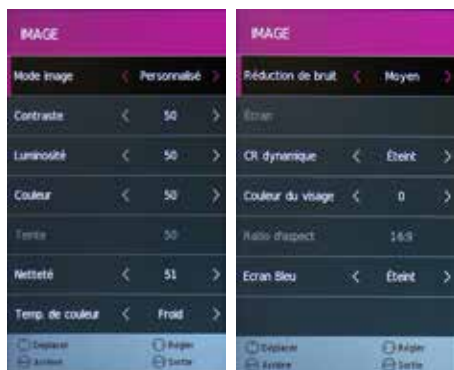 IMAGE
Mode image < Personnalisé >
Contraste < 50 >
Luminosité < 50 >
Couleur < 50 >
Teinte 50
Netteté < 51 >
Temp. de couleur < Froid >
Déplacer Régler
Arrière Sortie
IMAGE
Réduction de bruit < Moyen >
Écran
CR dynamique < Éteint >
Couleur du visage < 0 >
Ratio d'aspect 16:9
Ecran Bleu < Éteint >
Déplacer Régler
Arrière Sortie